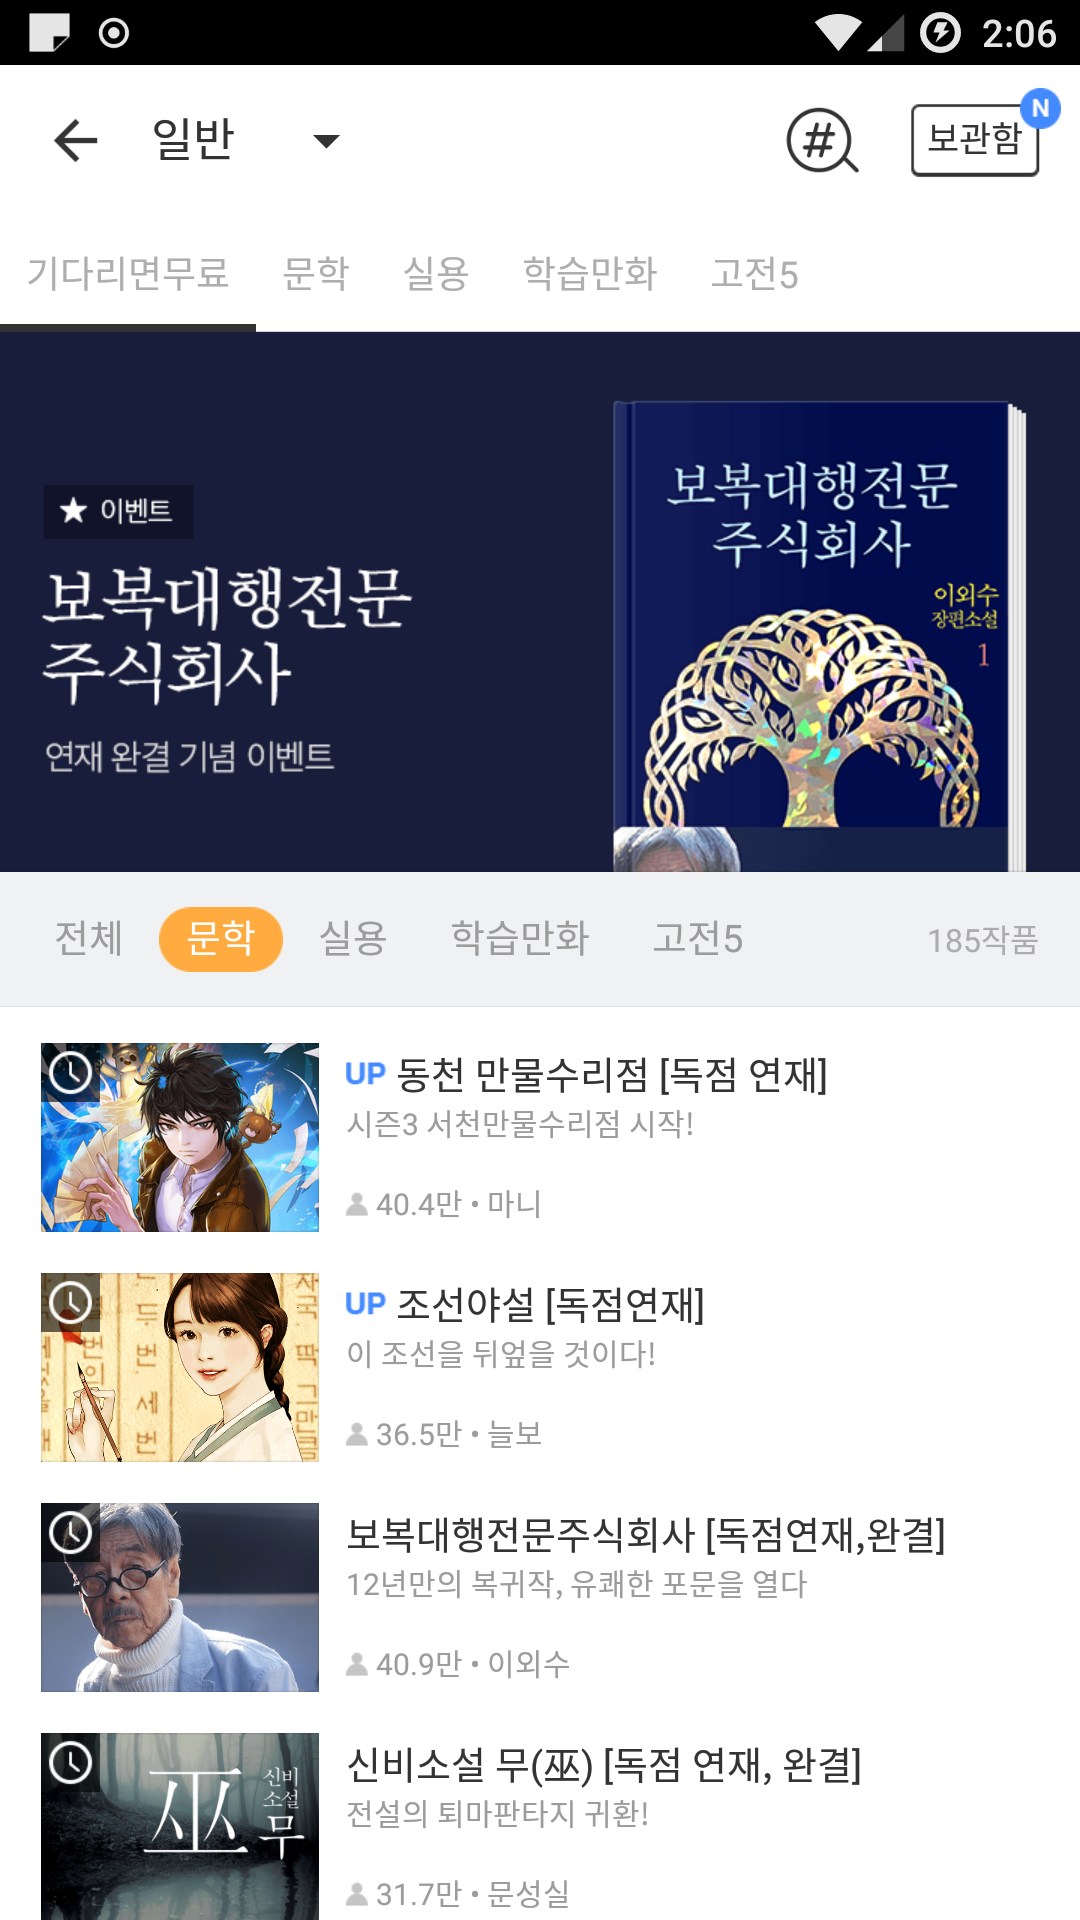 2:06
일반
#
보관함
N
기다리면무료 문학 실용 학습만화 고전5
★ 이벤트
보복대행전문
주식회사
연재 완결 기념 이벤트
보복대행전문
주식회사
이외수
장편소설
1
전체 문학 실용 학습만화 고전5 185작품
UP 동천 만물수리점 [독점 연재]
시즌3 서천만물수리점 시작!
40.4만 • 마니
UP 조선야설 [독점연재]
이 조선을 뒤엎을 것이다!
36.5만 • 늘보
보복대행전문주식회사 [독점연재,완결]
12년만의 복귀작, 유쾌한 포문을 열다
40.9만 • 이외수
巫
신비
소설
무
신비소설 무(巫) [독점 연재, 완결]
전설의 퇴마판타지 귀환!
31.7만 • 문성실